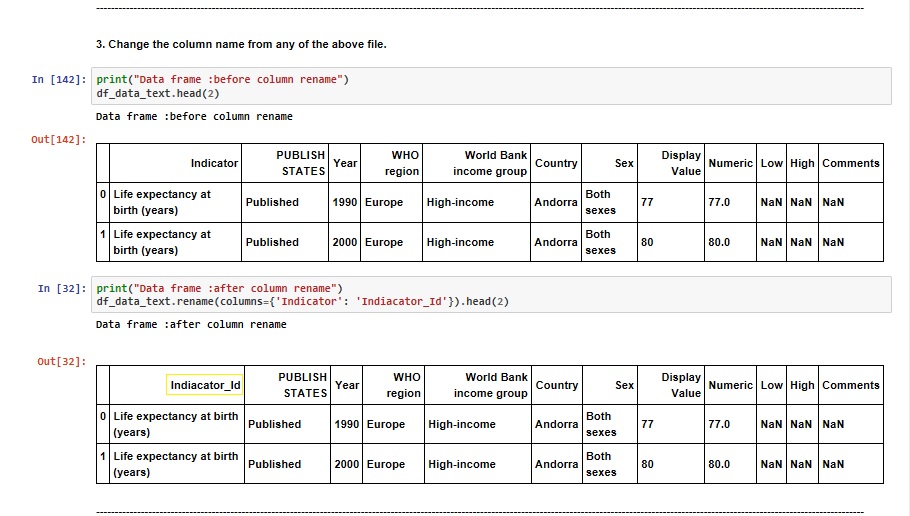 3. Change the column name from any of the above file.
In [142]: print("Data frame :before column rename")
df_data_text.head(2)
Data frame :before column rename
Out[142]:
Indicator PUBLISH STATES Year WHO region World Bank income group Country Sex Display Value Numeric Low High Comments
0 Life expectancy at birth (years) Published 1990 Europe High-income Andorra Both sexes 77 77.0 NaN NaN NaN
1 Life expectancy at birth (years) Published 2000 Europe High-income Andorra Both sexes 80 80.0 NaN NaN NaN
In [32]: print("Data frame :after column rename")
df_data_text.rename(columns={'Indicator': 'Indiacator_Id'}).head(2)
Data frame :after column rename
Out[32]:
Indiacator_Id PUBLISH STATES Year WHO region World Bank income group Country Sex Display Value Numeric Low High Comments
0 Life expectancy at birth (years) Published 1990 Europe High-income Andorra Both sexes 77 77.0 NaN NaN NaN
1 Life expectancy at birth (years) Published 2000 Europe High-income Andorra Both sexes 80 80.0 NaN NaN NaN